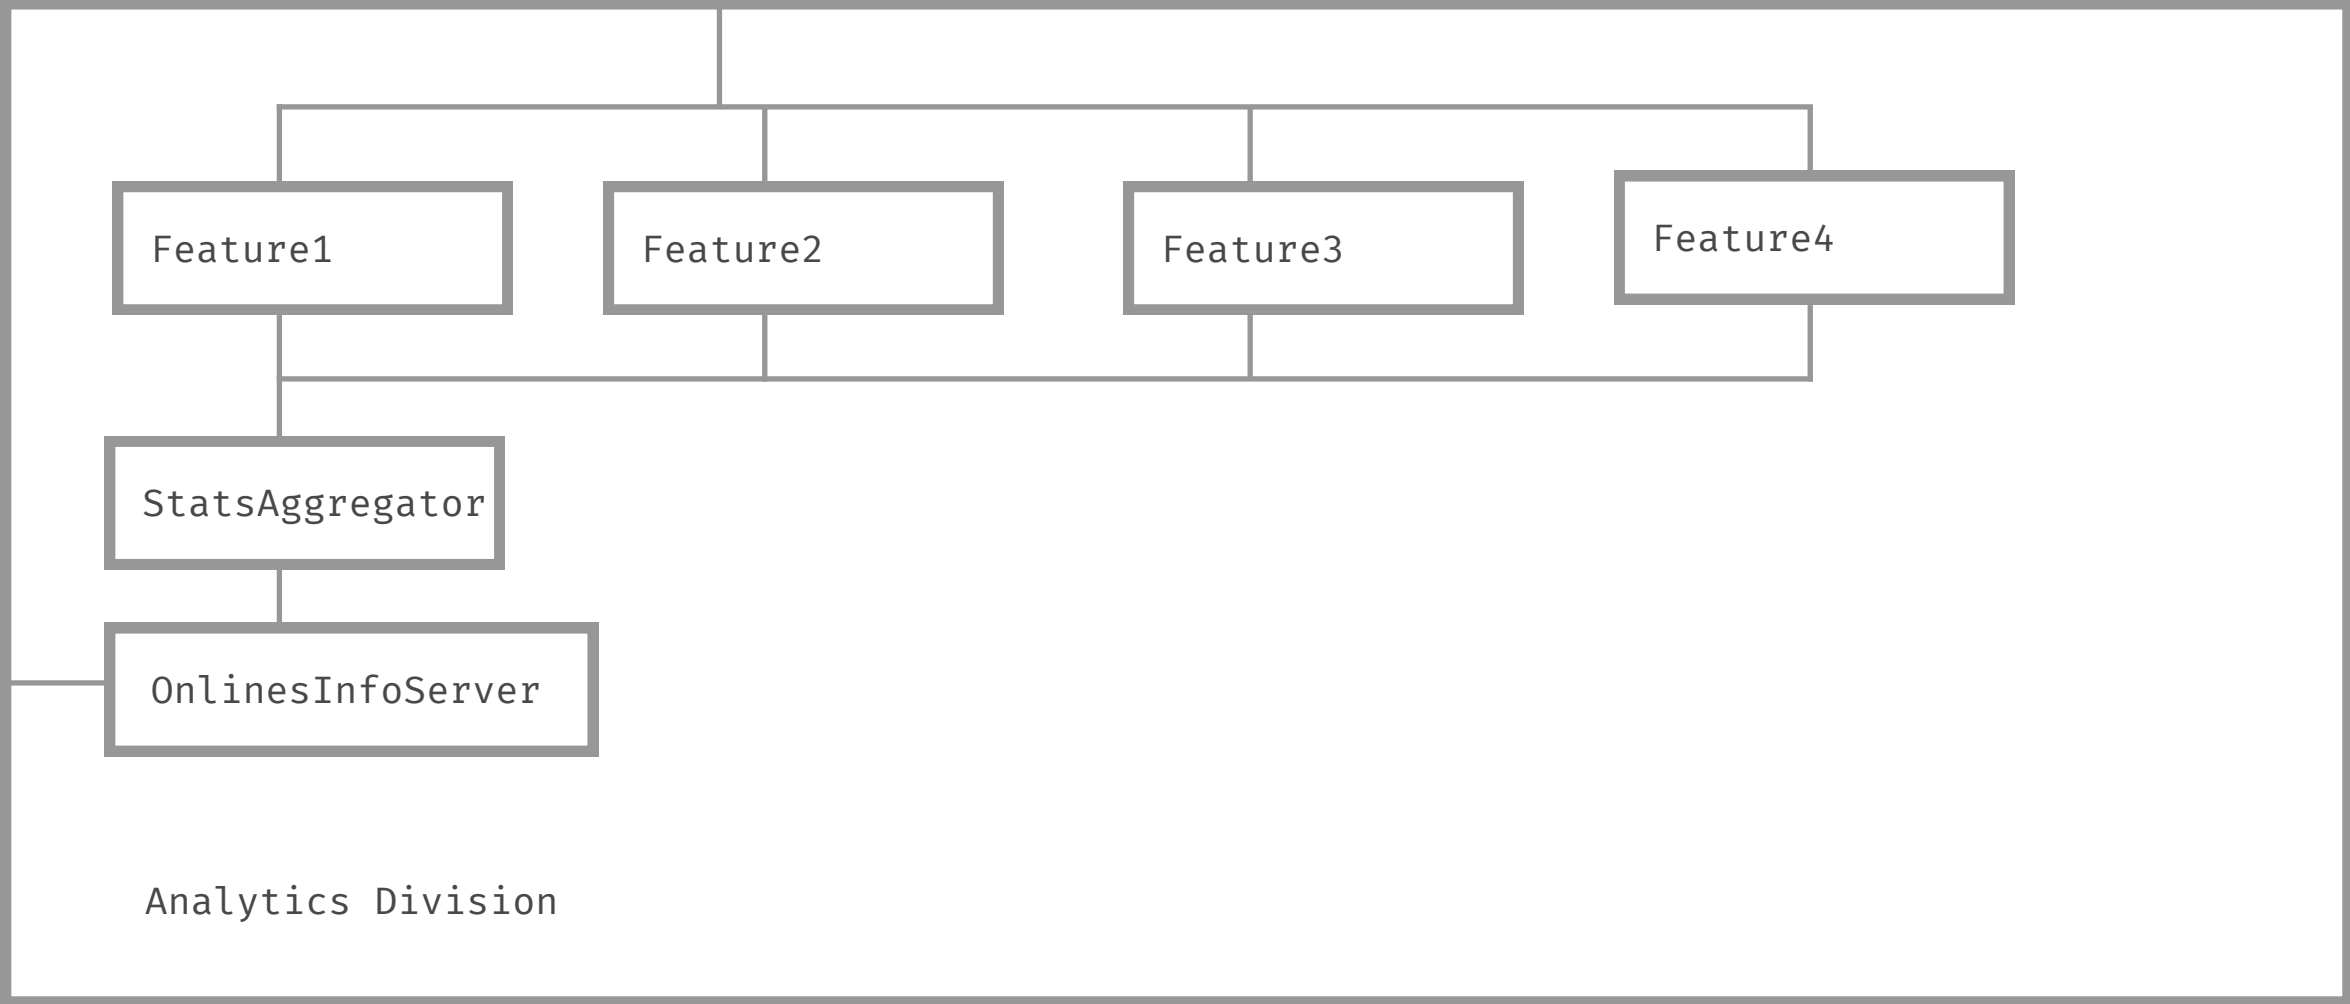 Feature1
Feature2
Feature3
Feature4
StatsAggregator
OnlinesInfoServer
Analytics Division